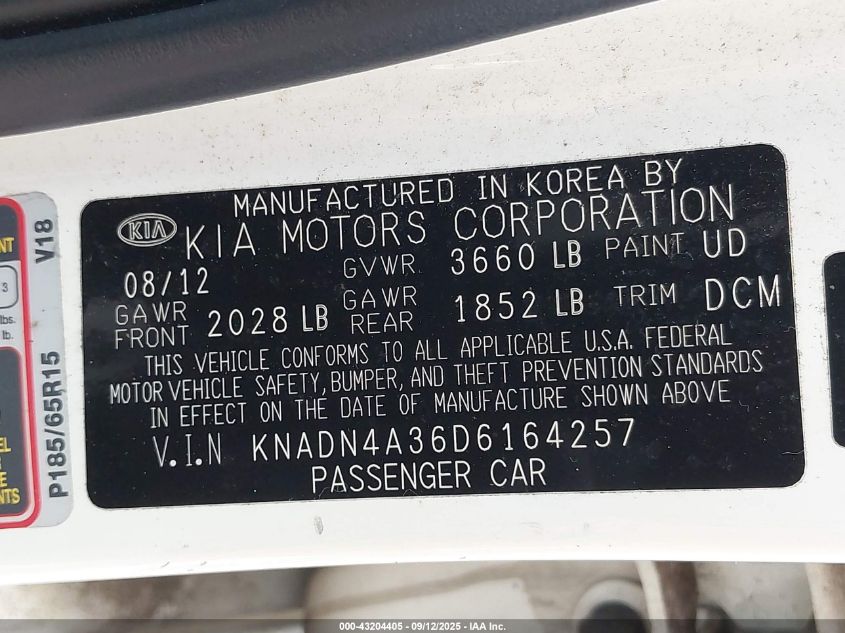 MANUFACTURED IN KOREA BY
KIA
KIA MOTORS CORPORATION
08/12
GVWR 3660 LB PAINT UD
GAWR FRONT 2028 LB GAWR REAR 1852 LB TRIM DCM
THIS VEHICLE CONFORMS TO ALL APPLICABLE U.S.A. FEDERAL
MOTOR VEHICLE SAFETY, BUMPER, AND THEFT PREVENTION STANDARDS
IN EFFECT ON THE DATE OF MANUFACTURE SHOWN ABOVE
V.I.N KNADN4A36D6164257
PASSENGER CAR
P185/65R15 V18
3
lbs.
lb.
000-43204405 - 09/12/2025 - IAA Inc.